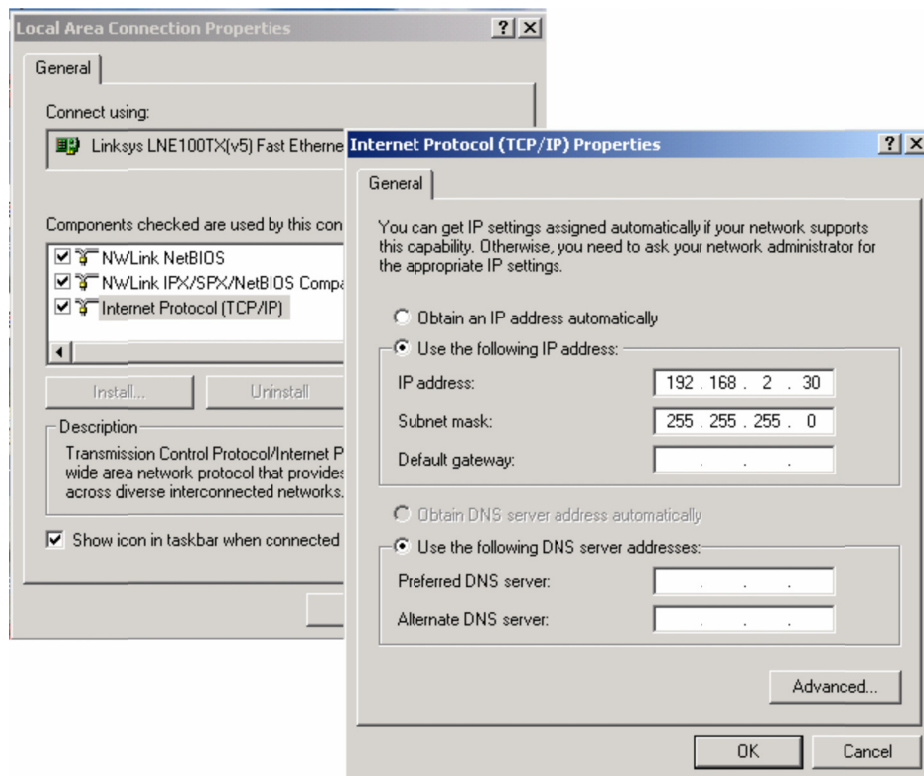 Local Area Connection Properties
General
Connect using:
Linksys LNE100TX(v5) Fast Etherne
Components checked are used by this con
NWLink NetBIOS
NWLink IPX/SPX/NetBIOS Compa
Internet Protocol (TCP/IP)
Install...
Uninstall
Description
Transmission Control Protocol/Internet P
wide area network protocol that provides
across diverse interconnected networks.
Show icon in taskbar when connected
Internet Protocol (TCP/IP) Properties
General
You can get IP settings assigned automatically if your network supports
this capability. Otherwise, you need to ask your network administrator for
the appropriate IP settings.
Obtain an IP address automatically
Use the following IP address:
IP address: 192 . 168 . 2 . 30
Subnet mask: 255 . 255 . 255 . 0
Default gateway: . . .
Obtain DNS server address automatically
Use the following DNS server addresses:
Preferred DNS server: . . .
Alternate DNS server: . . .
Advanced...
OK
Cancel